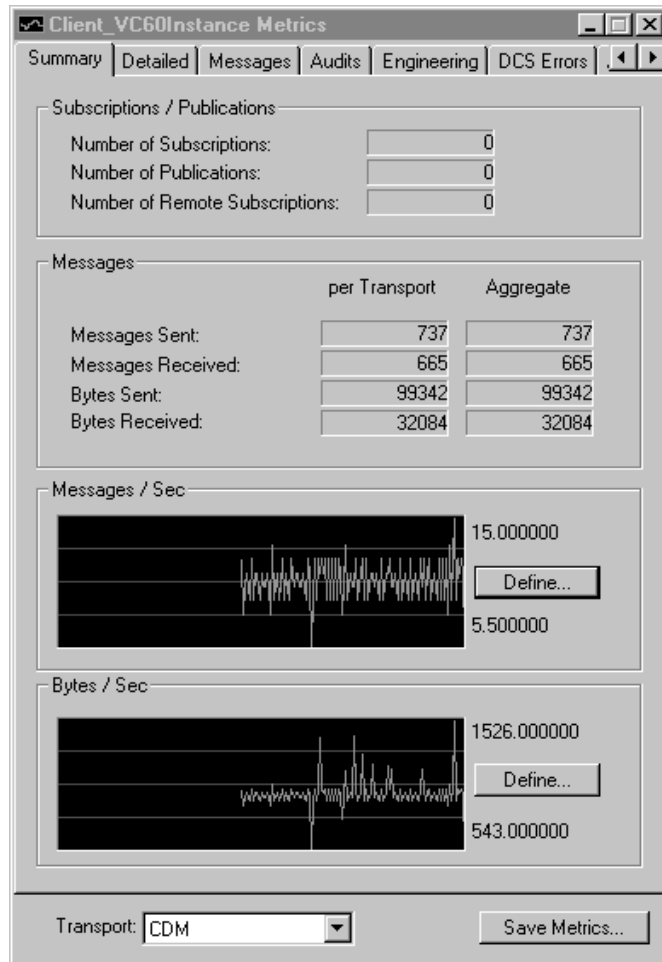 Client_VC60Instance Metrics
Summary Detailed Messages Audits Engineering DCS Errors
Subscriptions / Publications
Number of Subscriptions: 0
Number of Publications: 0
Number of Remote Subscriptions: 0
Messages
per Transport Aggregate
Messages Sent: 737 737
Messages Received: 665 665
Bytes Sent: 99342 99342
Bytes Received: 32084 32084
Messages / Sec
15.000000
Define...
5.500000
Bytes / Sec
1526.000000
Define...
543.000000
Transport: CDM Save Metrics...